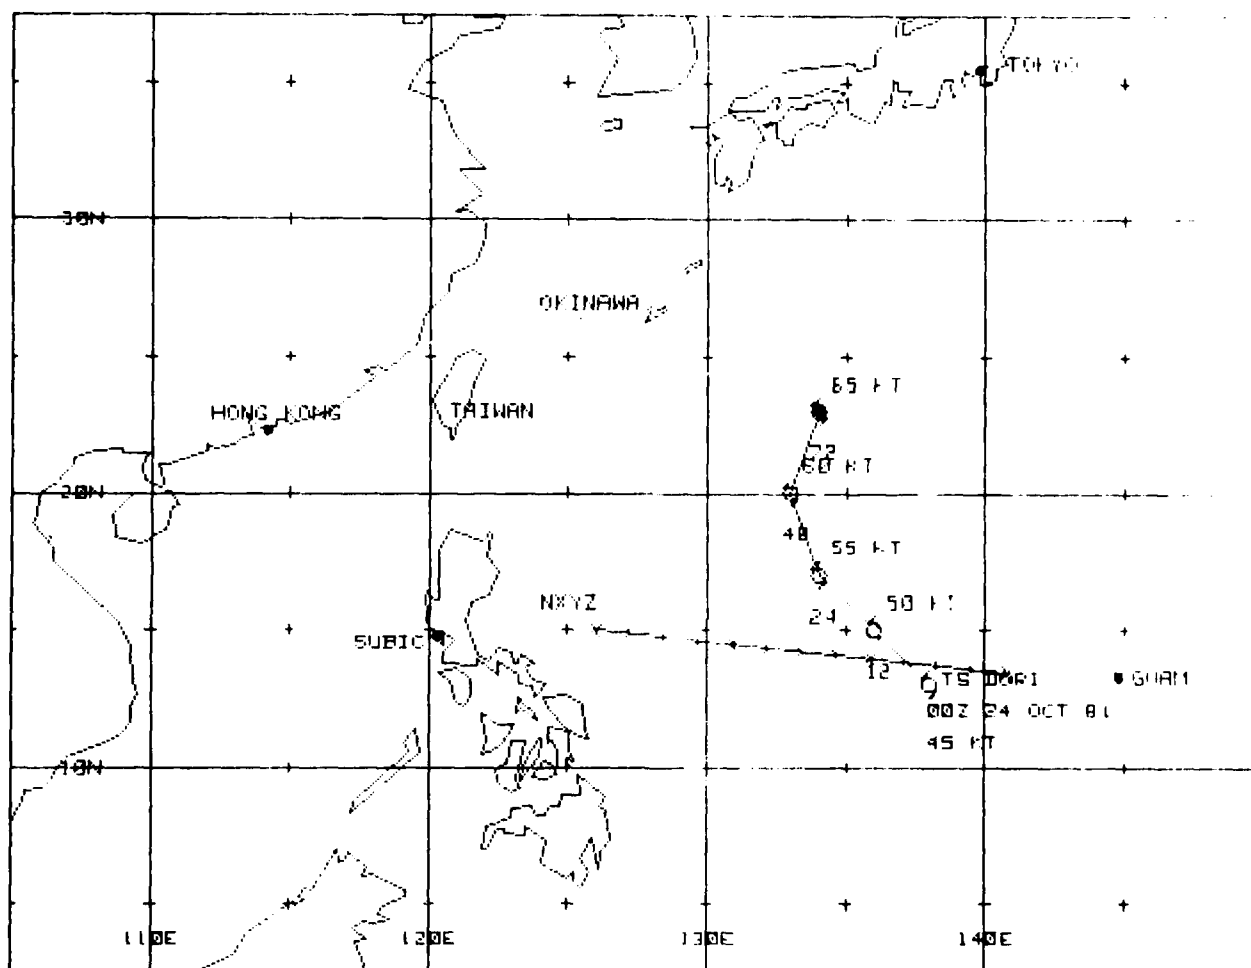 TOKYO
30N
OKINAWA
65 KT
HONG KONG
TAIWAN
72
60 KT
20N
48
55 KT
NXYZ
24
50 KT
SUBIC
12
TS DORI
GUAM
00Z 24 OCT 81
45 KT
10N
110E
120E
130E
140E